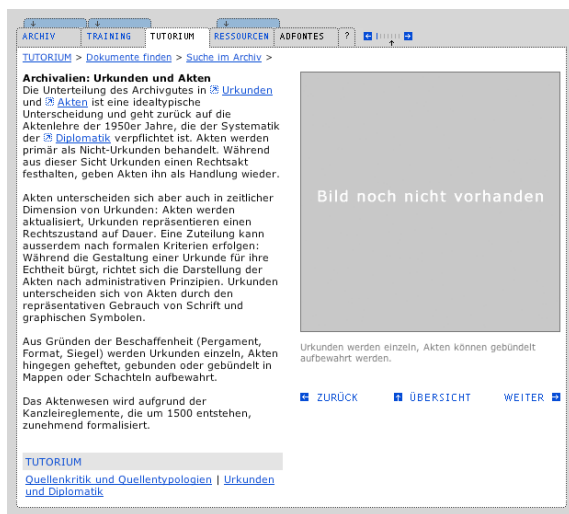 ARCHIV TRAINING TUTORIUM RESSOURCEN ADFONTES ?
TUTORIUM > Dokumente finden > Suche im Archiv >
Archivalien: Urkunden und Akten
Die Unterteilung des Archivgutes in Urkunden
und Akten ist eine idealtypische
Unterscheidung und geht zurück auf die
Aktenlehre der 1950er Jahre, die der Systematik
der Diplomatik verpflichtet ist. Akten werden
primär als Nicht-Urkunden behandelt. Während
aus dieser Sicht Urkunden einen Rechtsakt
festhalten, geben Akten ihn als Handlung wieder.
Akten unterscheiden sich aber auch in zeitlicher
Dimension von Urkunden: Akten werden
aktualisiert, Urkunden repräsentieren einen
Rechtszustand auf Dauer. Eine Zuteilung kann
ausserdem nach formalen Kriterien erfolgen:
Während die Gestaltung einer Urkunde für ihre
Echtheit bürgt, richtet sich die Darstellung der
Akten nach administrativen Prinzipien. Urkunden
unterscheiden sich von Akten durch den
repräsentativen Gebrauch von Schrift und
graphischen Symbolen.
Aus Gründen der Beschaffenheit (Pergament,
Format, Siegel) werden Urkunden einzeln, Akten
hingegen geheftet, gebunden oder gebündelt in
Mappen oder Schachteln aufbewahrt.
Das Aktenwesen wird aufgrund der
Kanzleireglemente, die um 1500 entstehen,
zunehmend formalisiert.
TUTORIUM
Quellenkritik und Quellentypologien | Urkunden
und Diplomatik
Bild noch nicht vorhanden
Urkunden werden einzeln, Akten können gebündelt
aufbewahrt werden.
ZURÜCK ÜBERSICHT WEITER